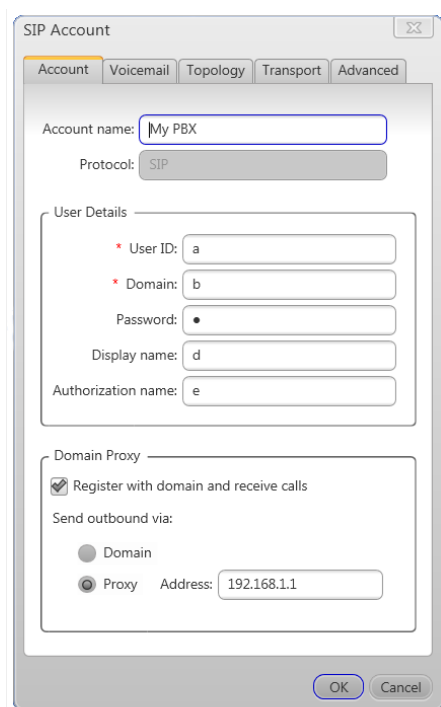 SIP Account
Account Voicemail Topology Transport Advanced
Account name: My PBX
Protocol: SIP
User Details
* User ID: a
* Domain: b
Password: ●
Display name: d
Authorization name: e
Domain Proxy
Register with domain and receive calls
Send outbound via:
Domain
Proxy Address: 192.168.1.1
OK Cancel